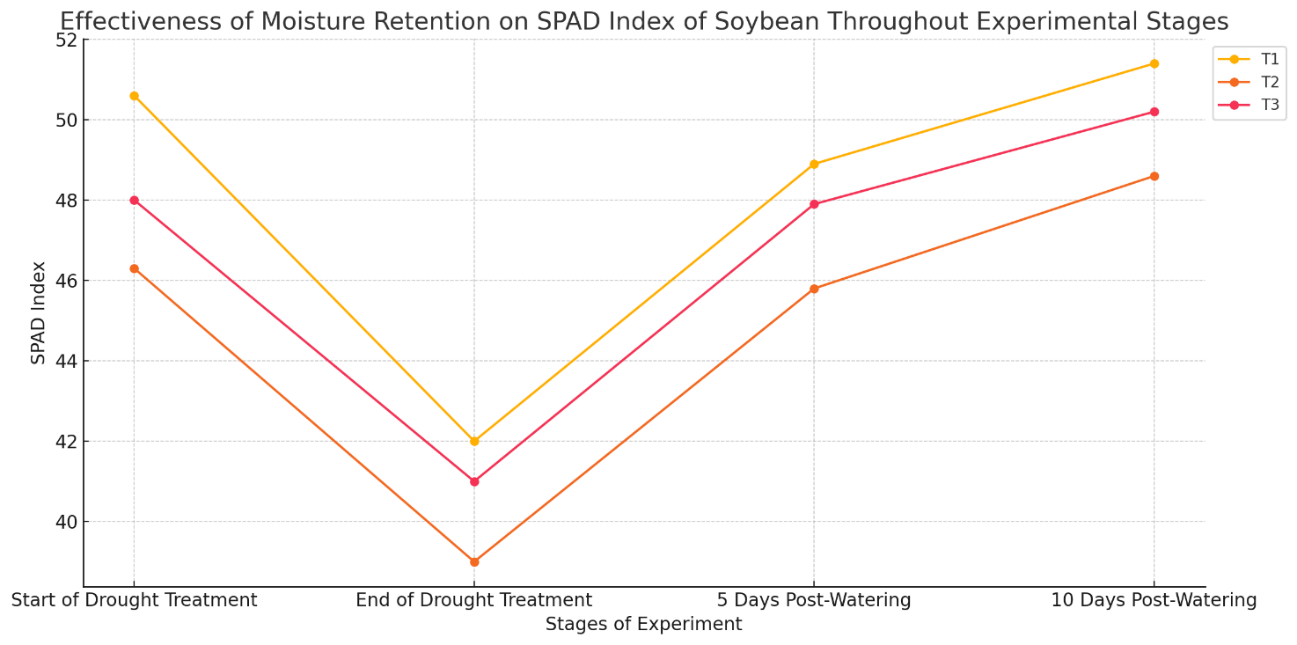 Effectiveness of Moisture Retention on SPAD Index of Soybean Throughout Experimental Stages
52
50
48
46
44
42
40
SPAD Index
T1
T2
T3
Start of Drought Treatment
End of Drought Treatment
5 Days Post-Watering
10 Days Post-Watering
Stages of Experiment